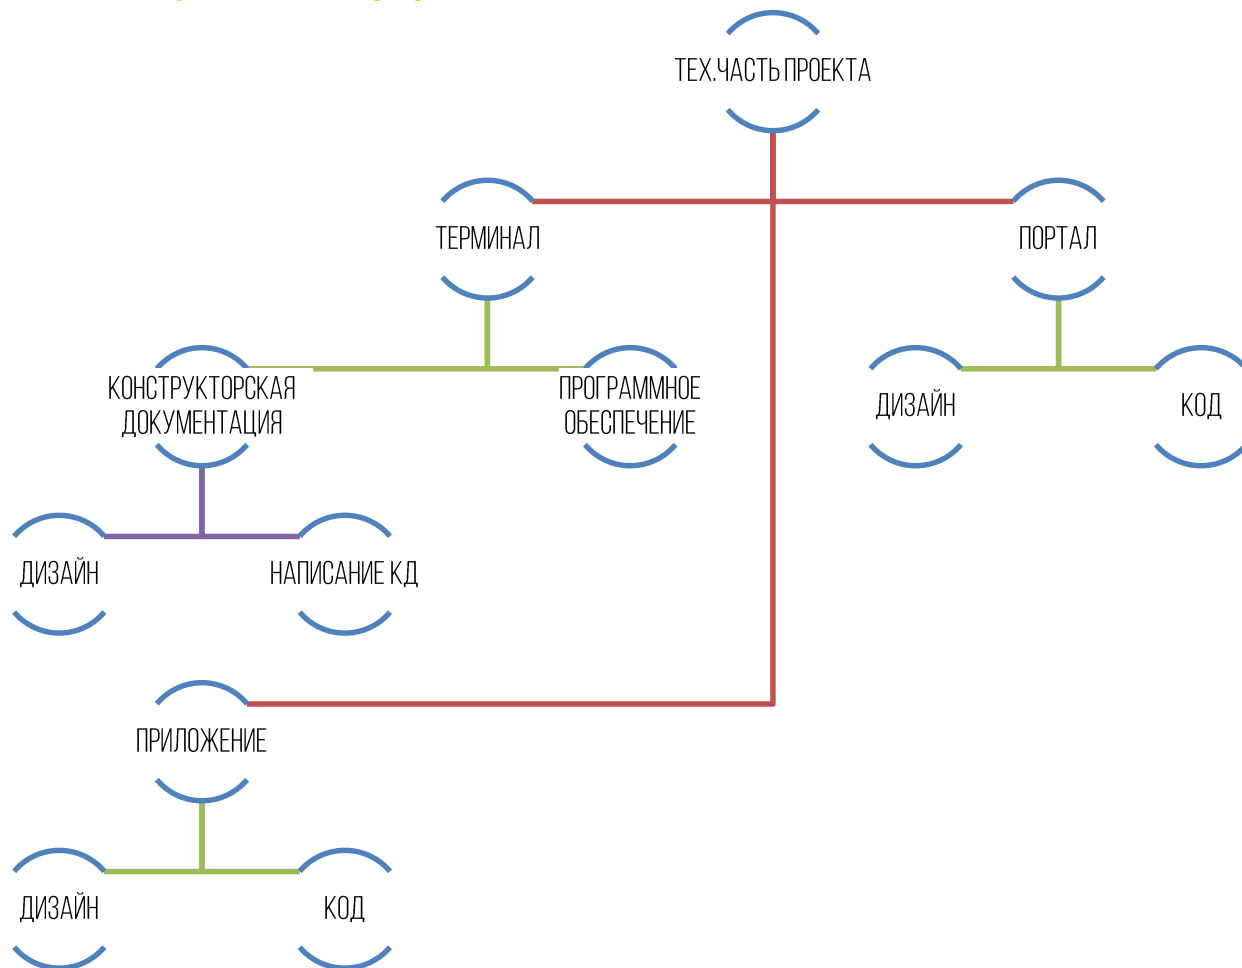 ТЕХ.ЧАСТЬ ПРОЕКТА
ТЕРМИНАЛ
ПОРТАЛ
КОНСТРУКТОРСКАЯ
ДОКУМЕНТАЦИЯ
ПРОГРАММНОЕ
ОБЕСПЕЧЕНИЕ
ДИЗАЙН
КОД
ДИЗАЙН
НАПИСАНИЕ КД
ПРИЛОЖЕНИЕ
ДИЗАЙН
КОД